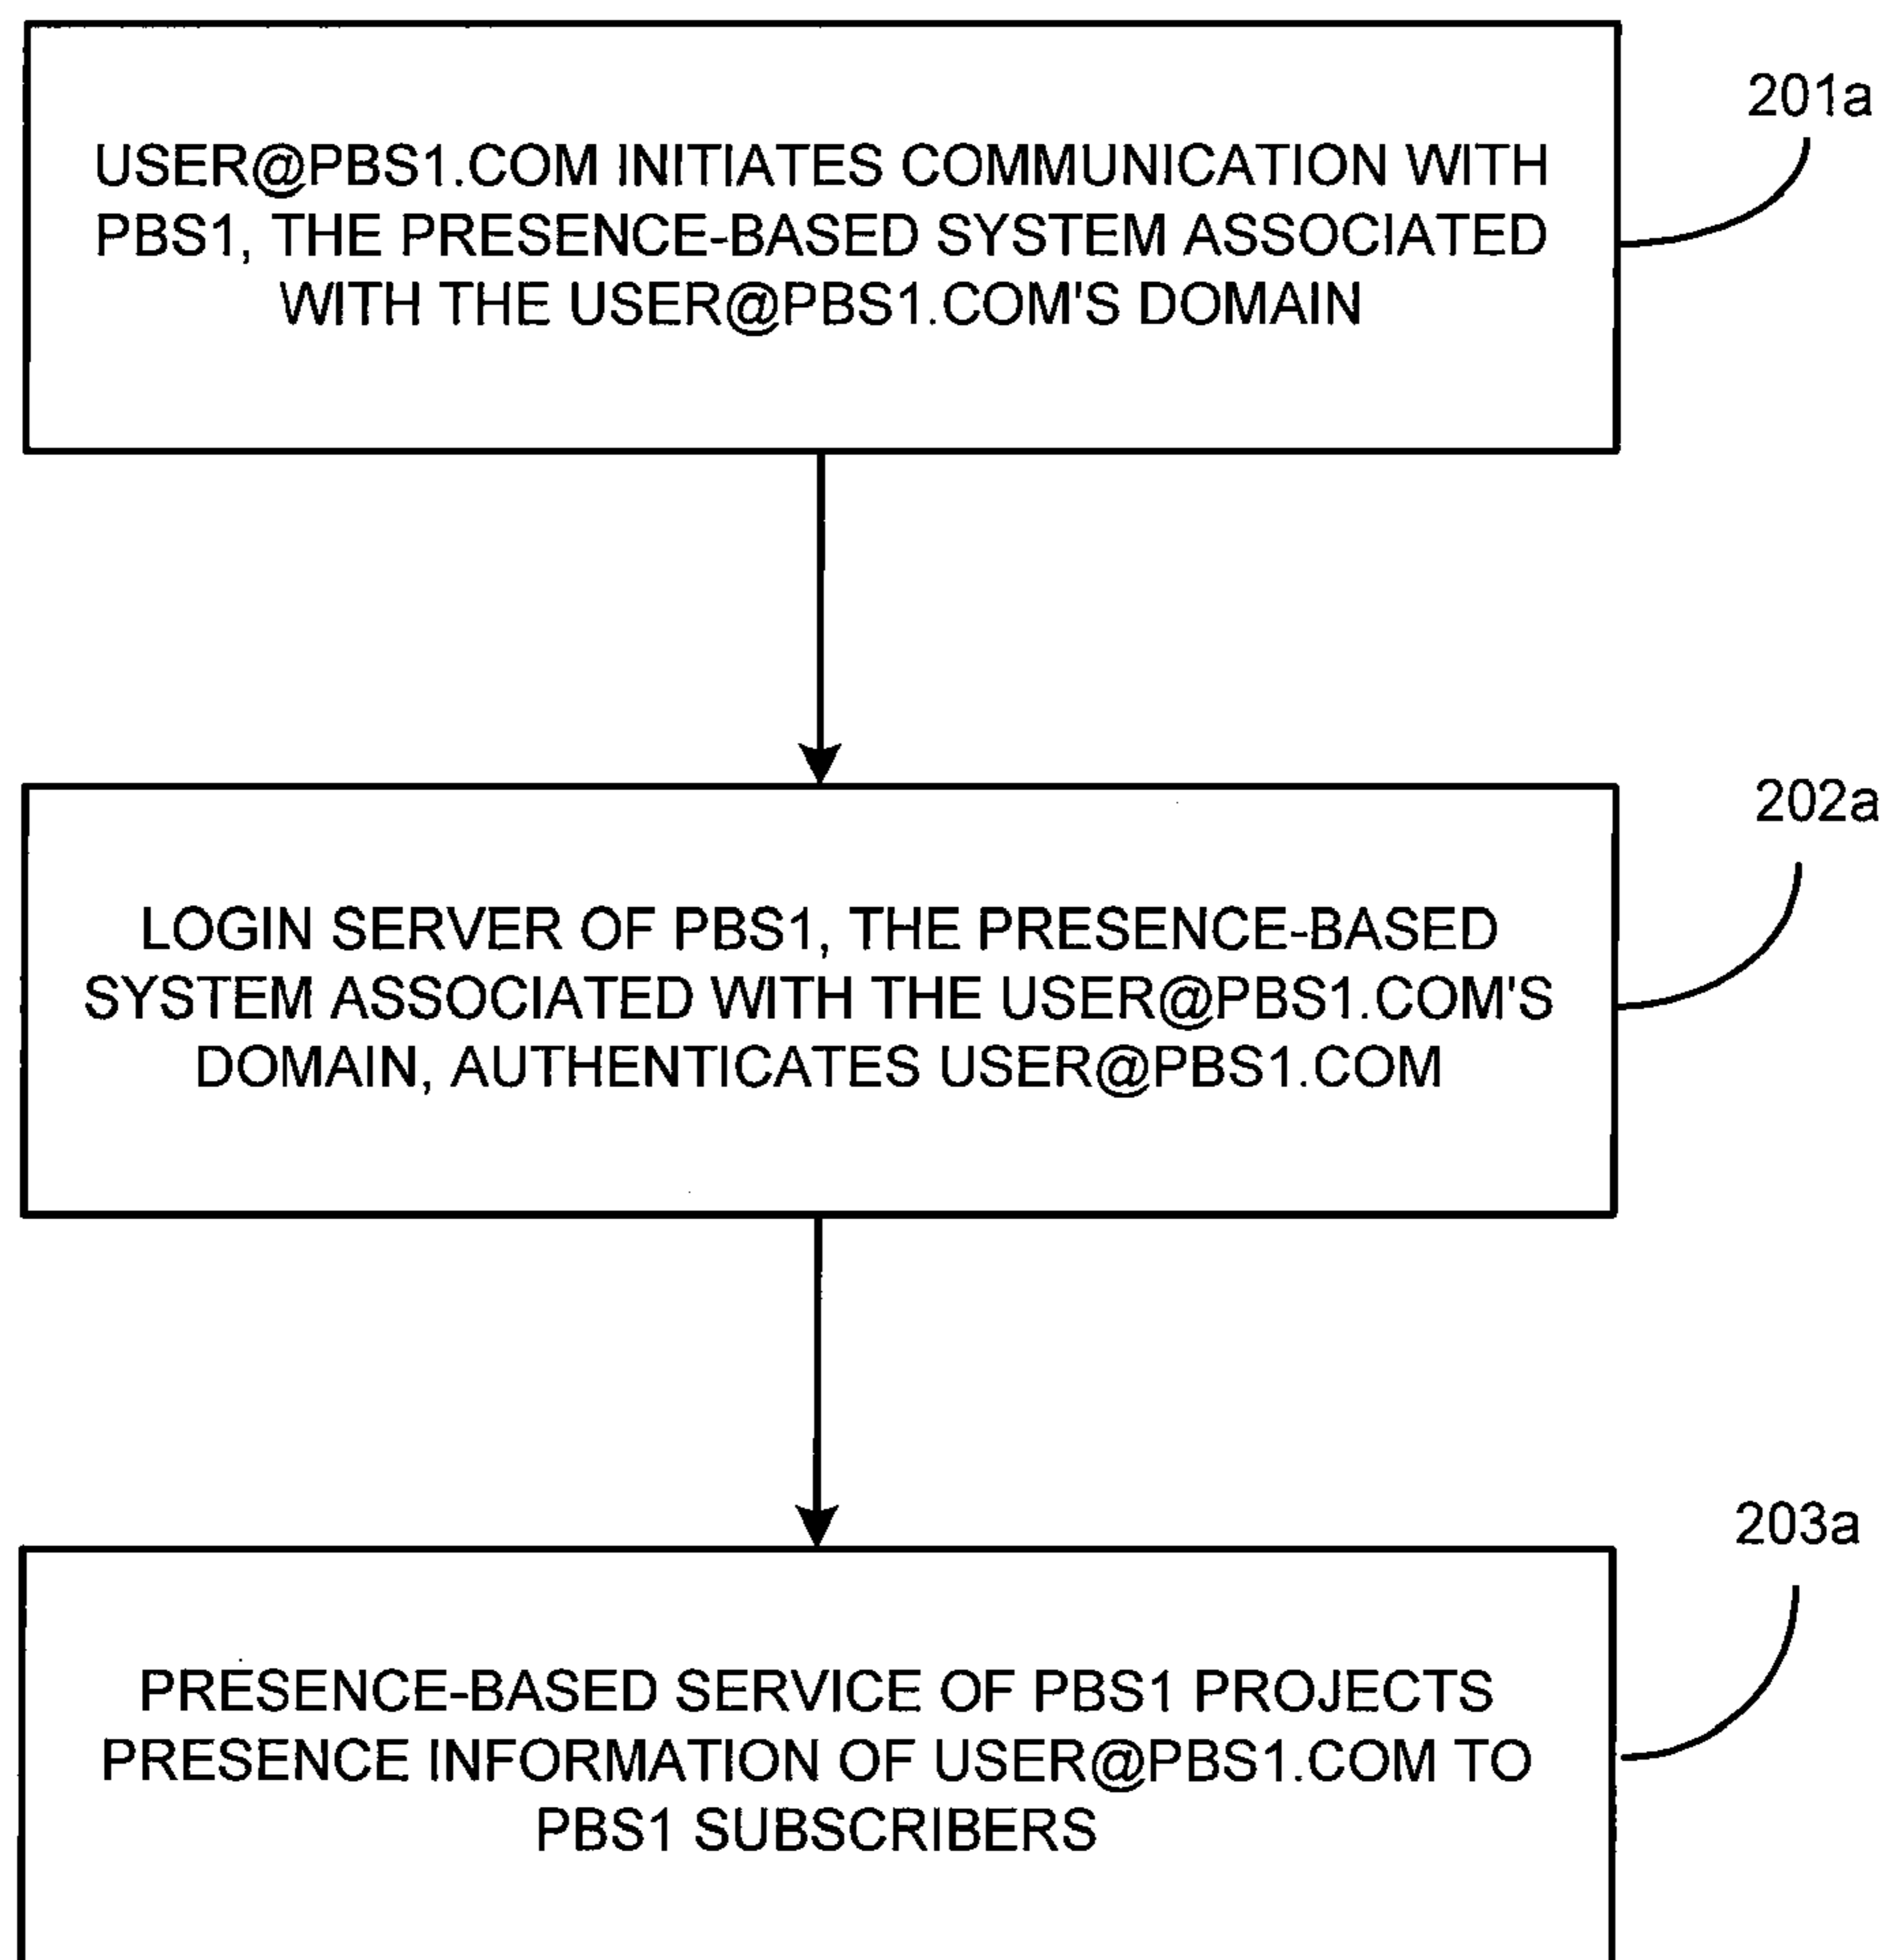 201a
USER@PBS1.COM INITIATES COMMUNICATION WITH
PBS1, THE PRESENCE-BASED SYSTEM ASSOCIATED
WITH THE USER@PBS1.COM'S DOMAIN
202a
LOGIN SERVER OF PBS1, THE PRESENCE-BASED
SYSTEM ASSOCIATED WITH THE USER@PBS1.COM'S
DOMAIN, AUTHENTICATES USER@PBS1.COM
203a
PRESENCE-BASED SERVICE OF PBS1 PROJECTS
PRESENCE INFORMATION OF USER@PBS1.COM TO
PBS1 SUBSCRIBERS